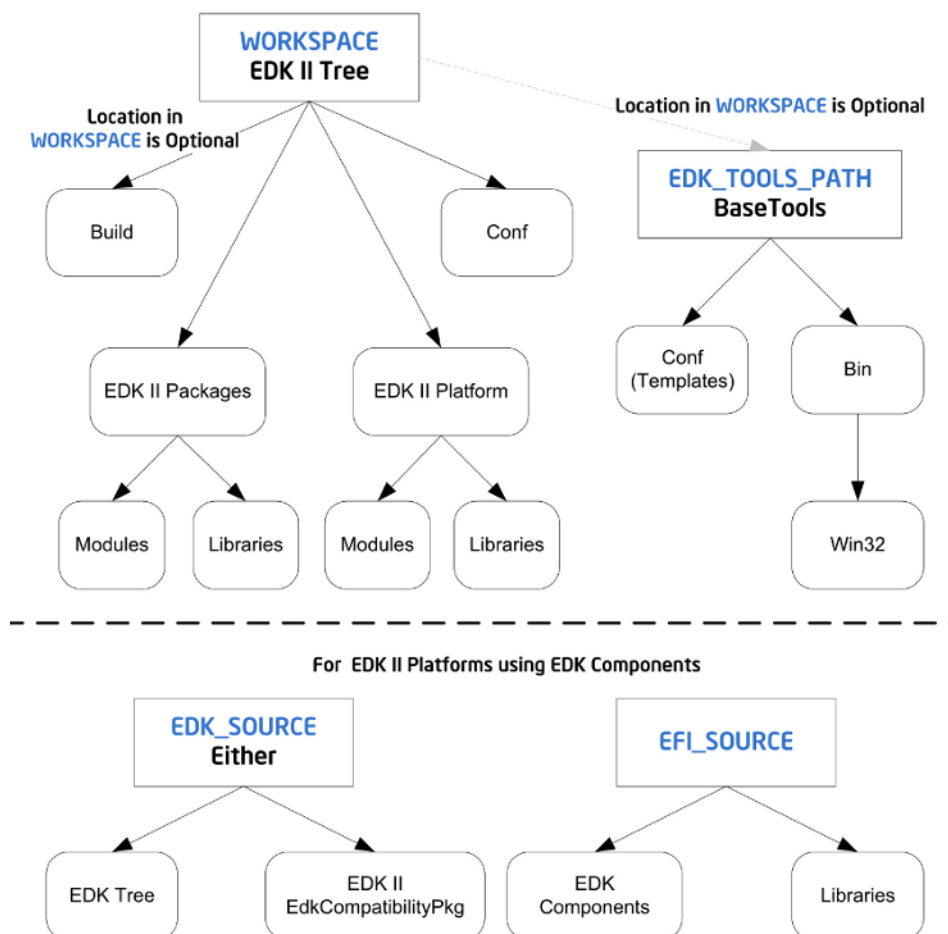 WORKSPACE
EDK II Tree
Location in
WORKSPACE is Optional
Location in WORKSPACE is Optional
EDK_TOOLS_PATH
BaseTools
Build
Conf
EDK II Packages
EDK II Platform
Conf
(Templates)
Bin
Modules
Libraries
Modules
Libraries
Win32
For EDK II Platforms using EDK Components
EDK_SOURCE
Either
EFI_SOURCE
EDK Tree
EDK II
EdkCompatibilityPkg
EDK
Components
Libraries